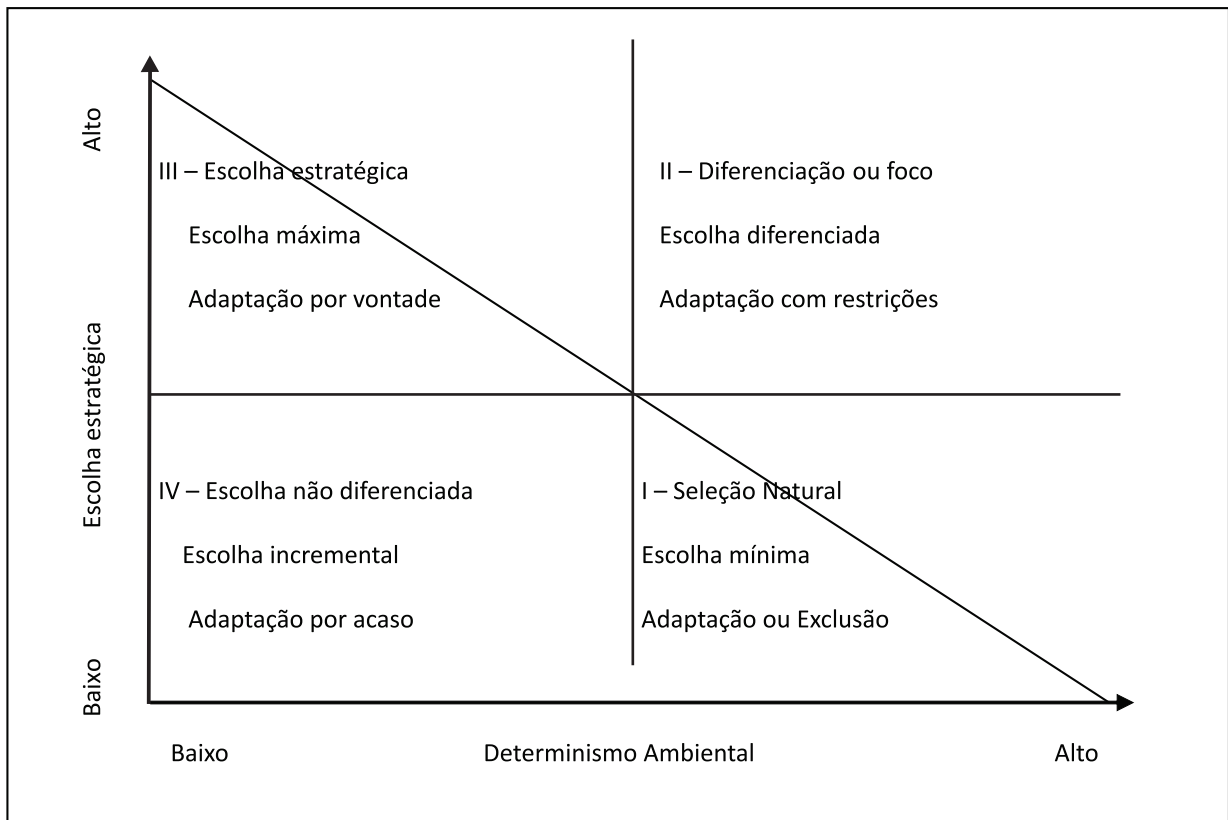 Alto
III – Escolha estratégica
Escolha máxima
Adaptação por vontade
II – Diferenciação ou foco
Escolha diferenciada
Adaptação com restrições
Escolha estratégica
IV – Escolha não diferenciada
Escolha incremental
Adaptação por acaso
I – Seleção Natural
Escolha mínima
Adaptação ou Exclusão
Baixo
Baixo
Determinismo Ambiental
Alto